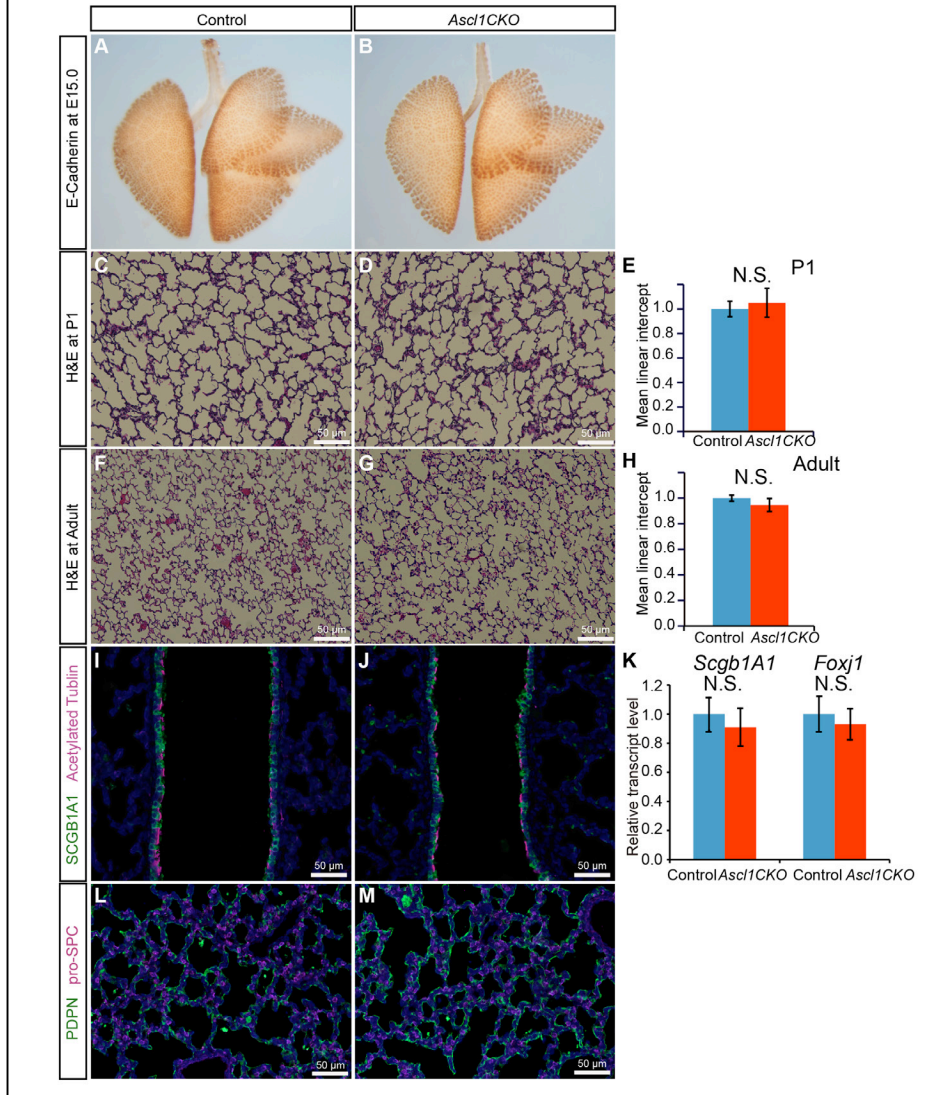 Control
Ascl1CKO
E-Cadherin at E15.0
A
B
H&E at P1
C
D
50 µm
50 µm
E
P1
N.S.
Mean linear intercept
1.0
0.8
0.6
0.4
0.2
0.0
Control Ascl1CKO
H&E at Adult
F
G
50 µm
50 µm
H
Adult
N.S.
Mean linear intercept
1.0
0.8
0.6
0.4
0.2
0.0
Control Ascl1CKO
SCGB1A1 Acetylated Tublin
I
J
50 µm
50 µm
K
Scgb1A1 Foxj1
N.S. N.S.
Relative transcript level
1.2
1.0
0.8
0.6
0.4
0.2
0.0
Control Ascl1CKO Control Ascl1CKO
PDPN pro-SPC
L
M
50 µm
50 µm